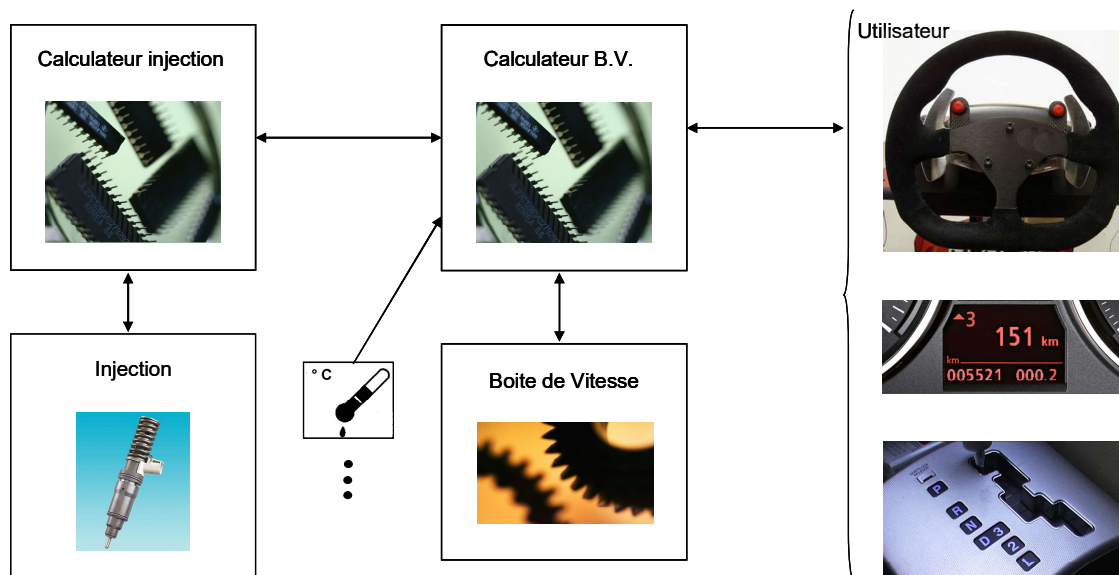 Utilisateur
Calculateur injection
Calculateur B.V.
Injection
° C
Boite de Vitesse
3
151 km
km
005521 000.2
P
R
N
D 3
2
L